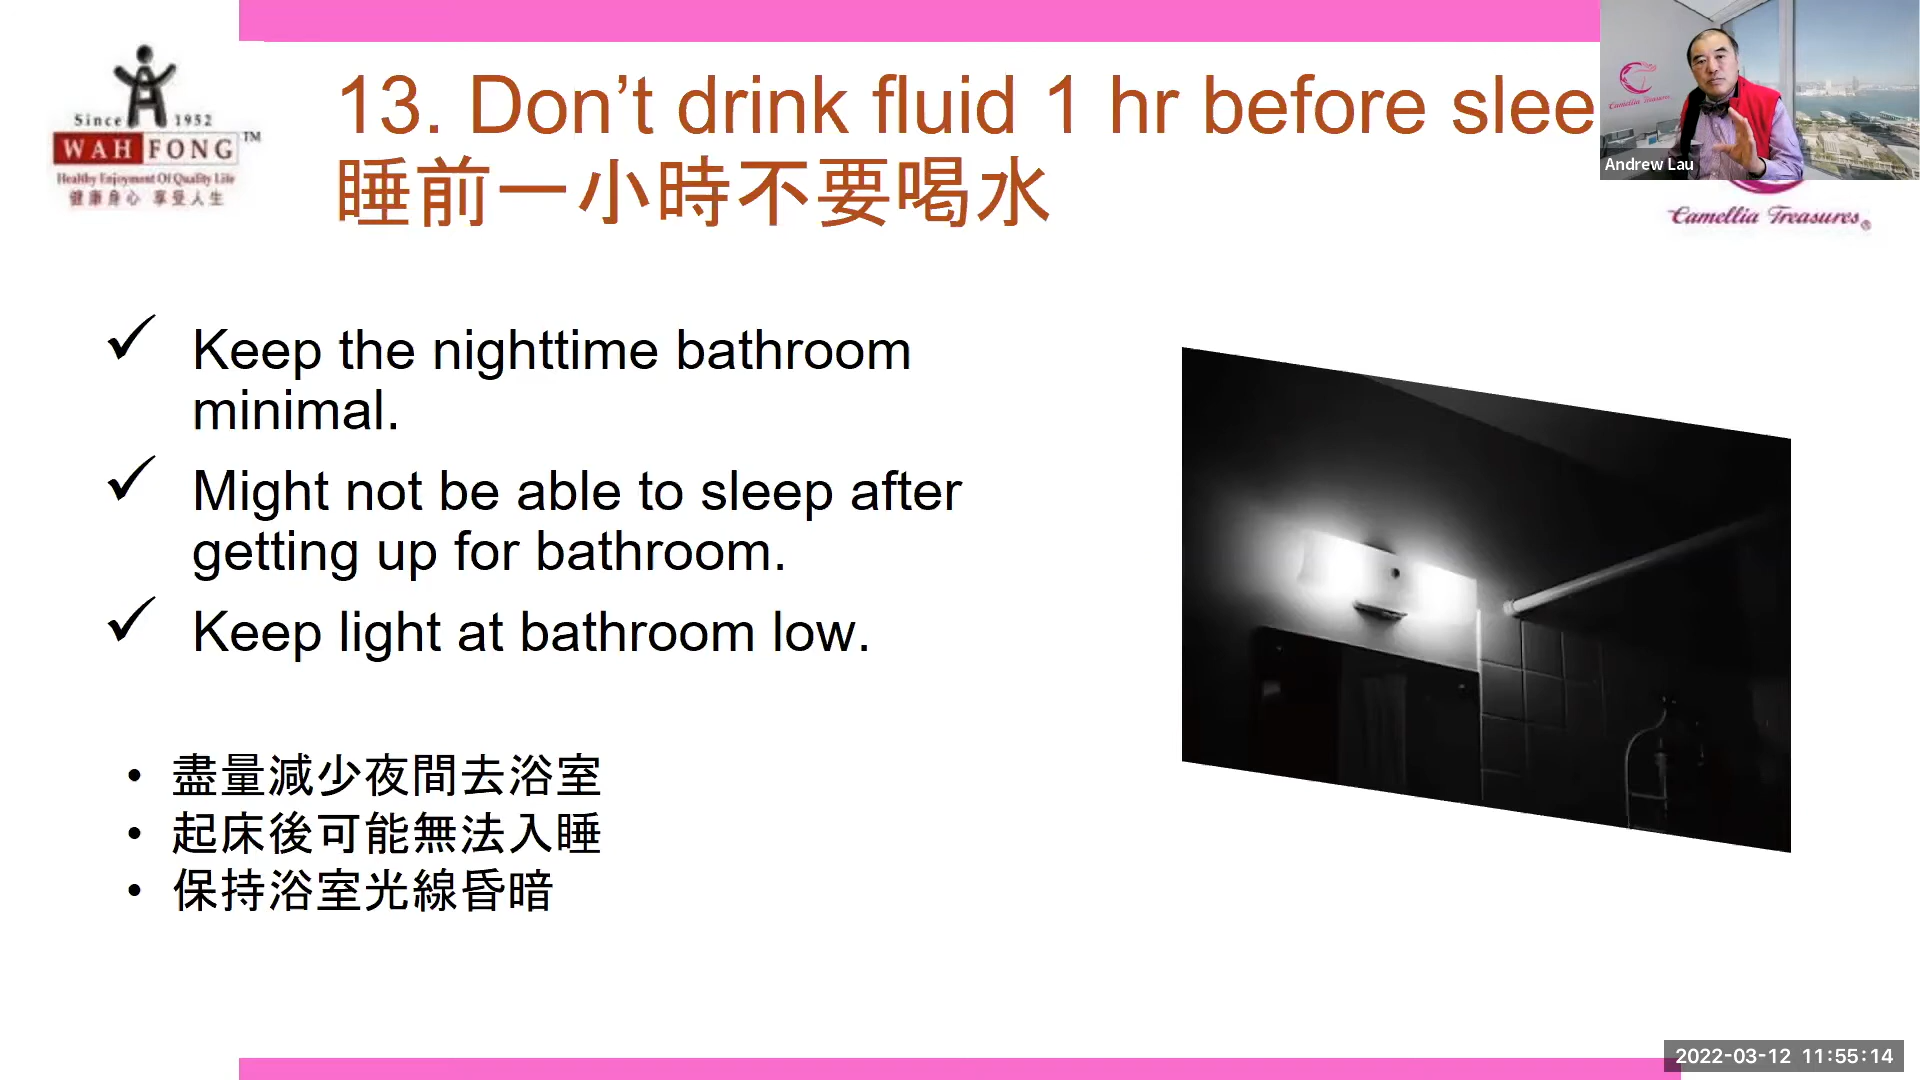 Since 1952
WAH FONG™
Healthy Enjoyment Of Quality Life
健康身心 享受人生
13. Don’t drink fluid 1 hr before slee
睡前一小時不要喝水
Camellia Treasures
Andrew Lau
Camellia Treasures®
✓ Keep the nighttime bathroom
minimal.
✓ Might not be able to sleep after
getting up for bathroom.
✓ Keep light at bathroom low.
• 盡量減少夜間去浴室
• 起床後可能無法入睡
• 保持浴室光線昏暗
2022-03-12 11:55:14